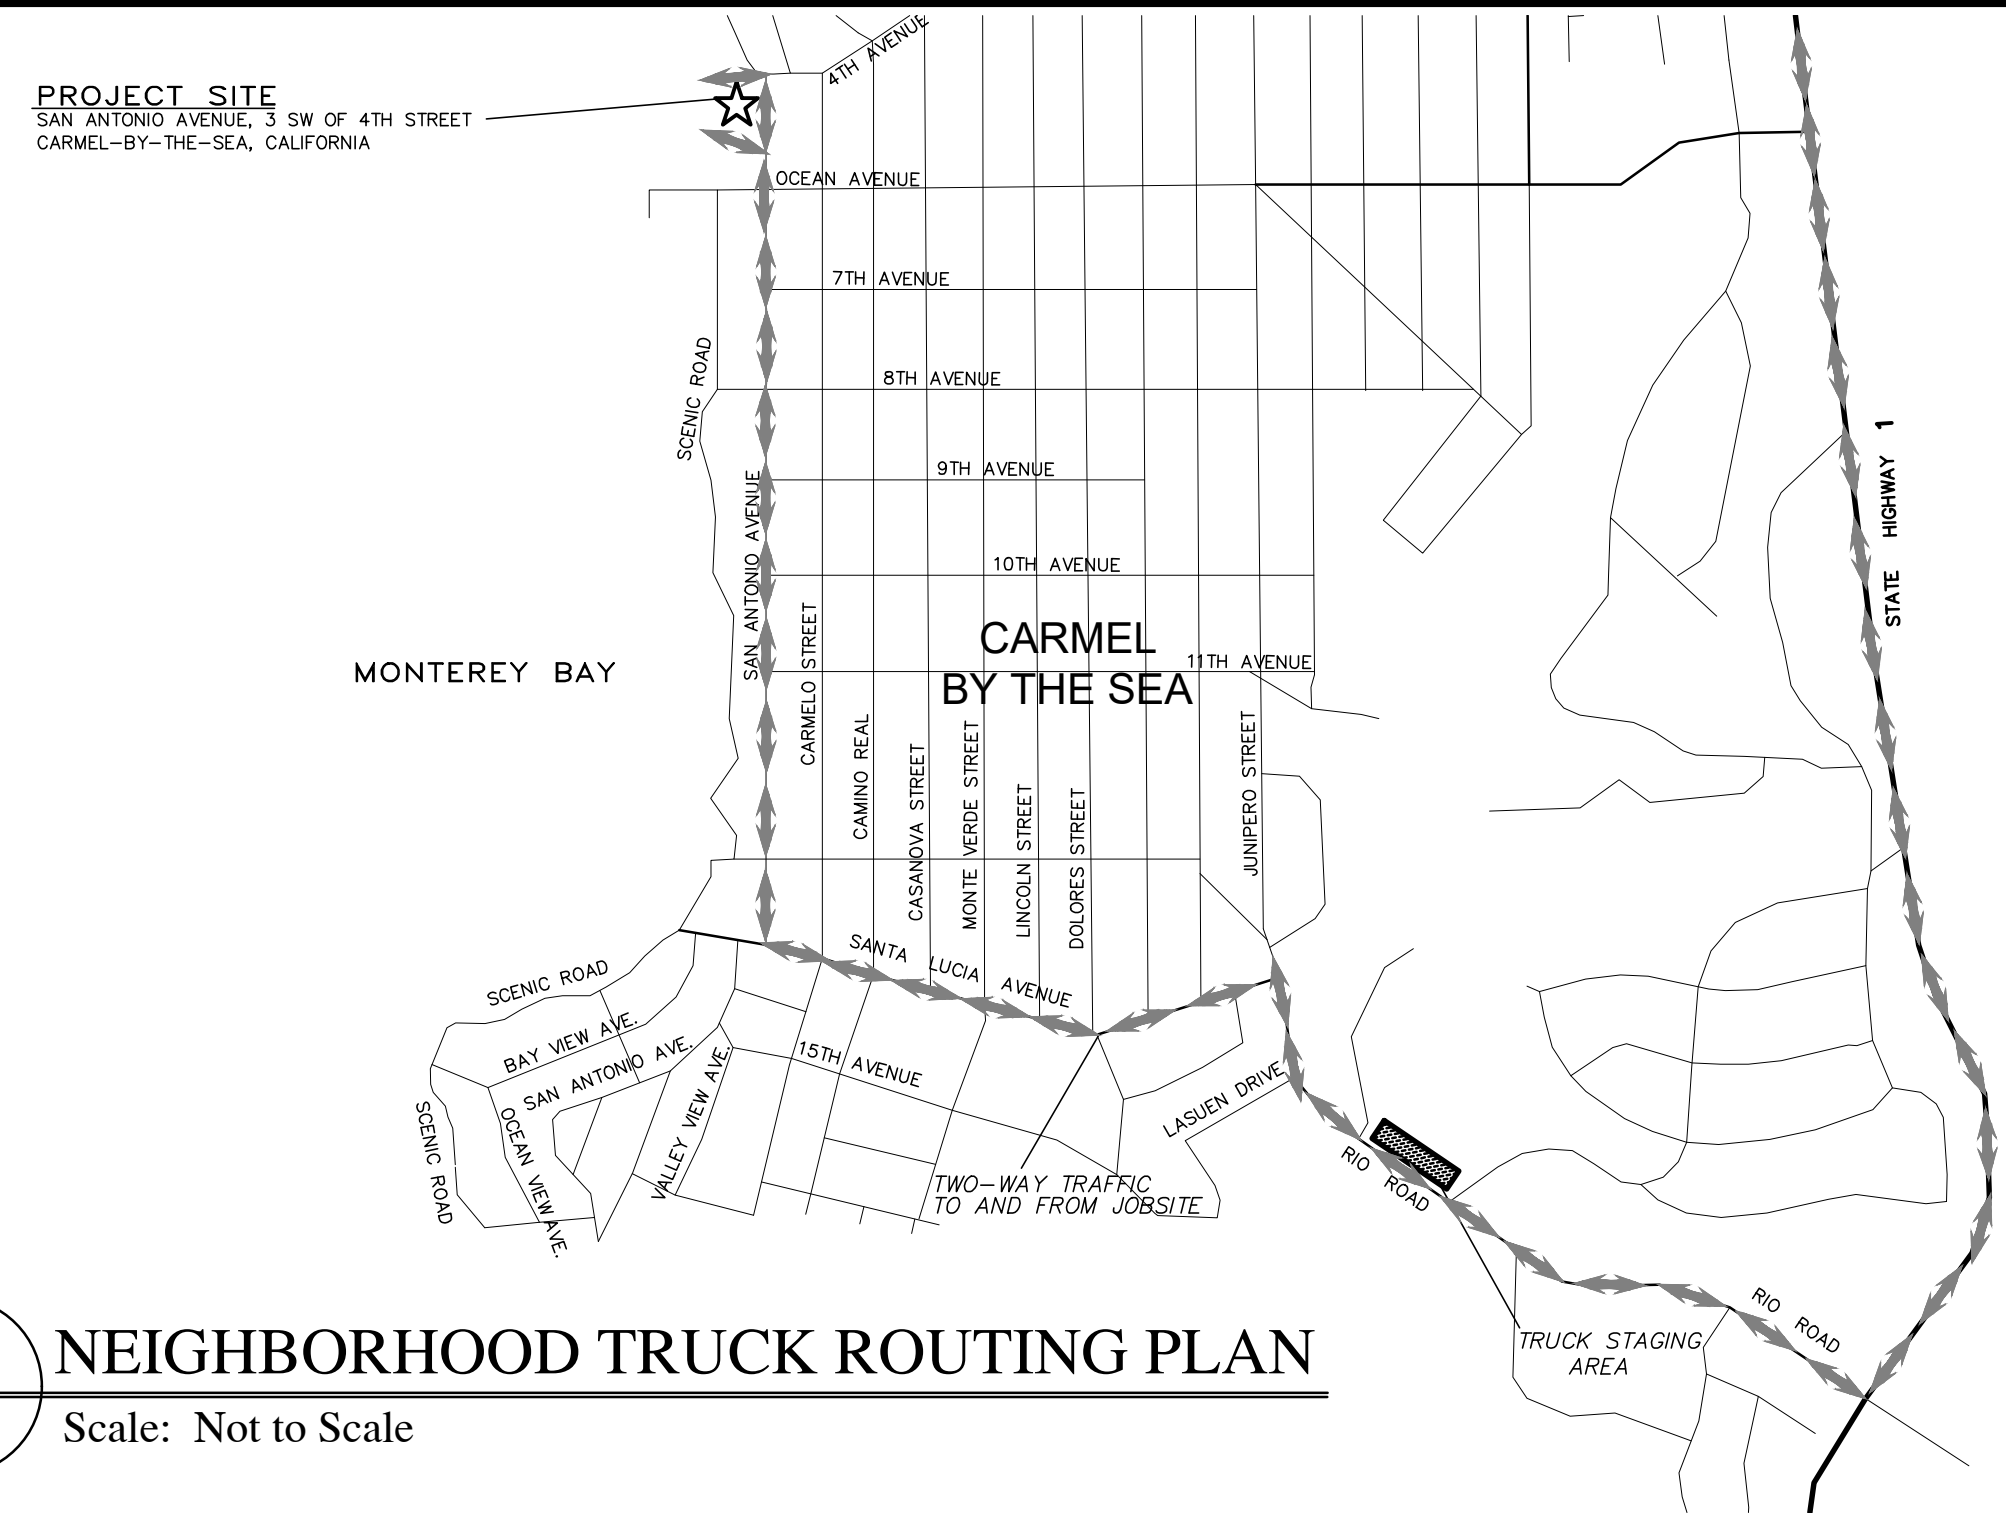 4TH AVENUE
PROJECT SITE
SAN ANTONIO AVENUE, 3 SW OF 4TH STREET
CARMEL-BY-THE-SEA, CALIFORNIA
OCEAN AVENUE
7TH AVENUE
SCENIC ROAD
8TH AVENUE
9TH AVENUE
SAN ANTONIO AVENUE
10TH AVENUE
STATE HIGHWAY 1
CARMEL
BY THE SEA
11TH AVENUE
MONTEREY BAY
CARMELO STREET
CAMINO REAL
CASANOVA STREET
MONTE VERDE STREET
LINCOLN STREET
DOLORES STREET
JUNIPERO STREET
SANTA LUCIA AVENUE
SCENIC ROAD
BAY VIEW AVE.
SAN ANTONIO AVE.
VALLEY VIEW AVE.
OCEAN VIEW AVE.
SCENIC ROAD
15TH AVENUE
LASUEN DRIVE
RIO ROAD
TWO-WAY TRAFFIC
TO AND FROM JOBSITE
RIO ROAD
TRUCK STAGING
AREA
NEIGHBORHOOD TRUCK ROUTING PLAN
Scale: Not to Scale